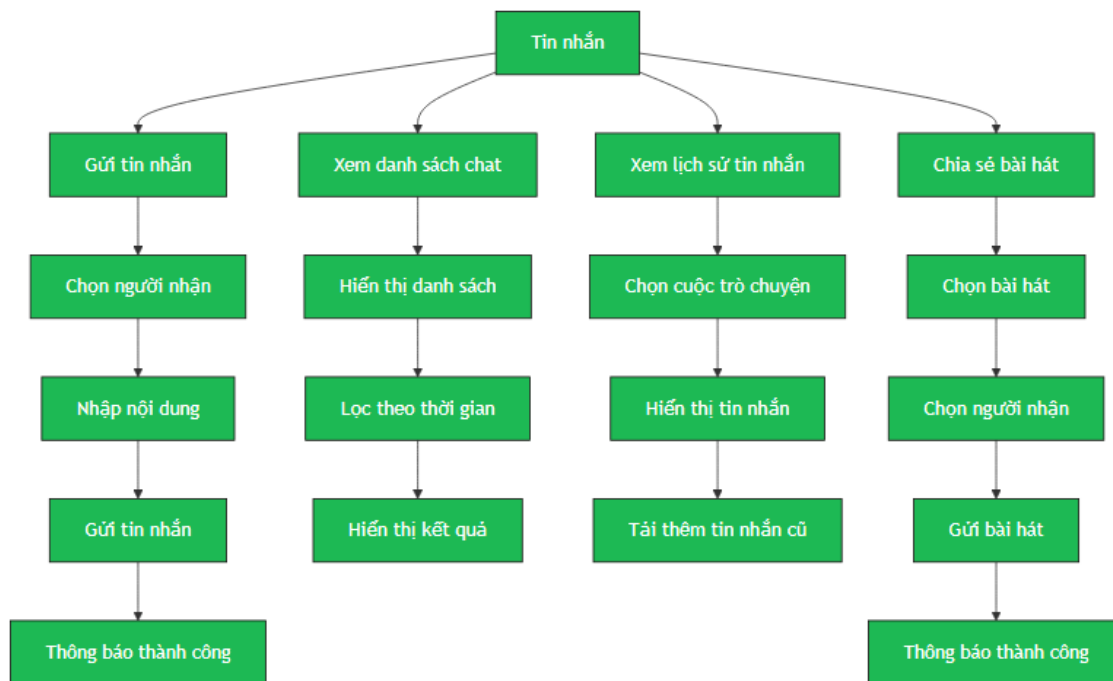 Tin nhắn
Gửi tin nhắn
Xem danh sách chat
Xem lịch sử tin nhắn
Chia sẻ bài hát
Chọn người nhận
Hiển thị danh sách
Chọn cuộc trò chuyện
Chọn bài hát
Nhập nội dung
Lọc theo thời gian
Hiển thị tin nhắn
Chọn người nhận
Gửi tin nhắn
Hiển thị kết quả
Tải thêm tin nhắn cũ
Gửi bài hát
Thông báo thành công
Thông báo thành công